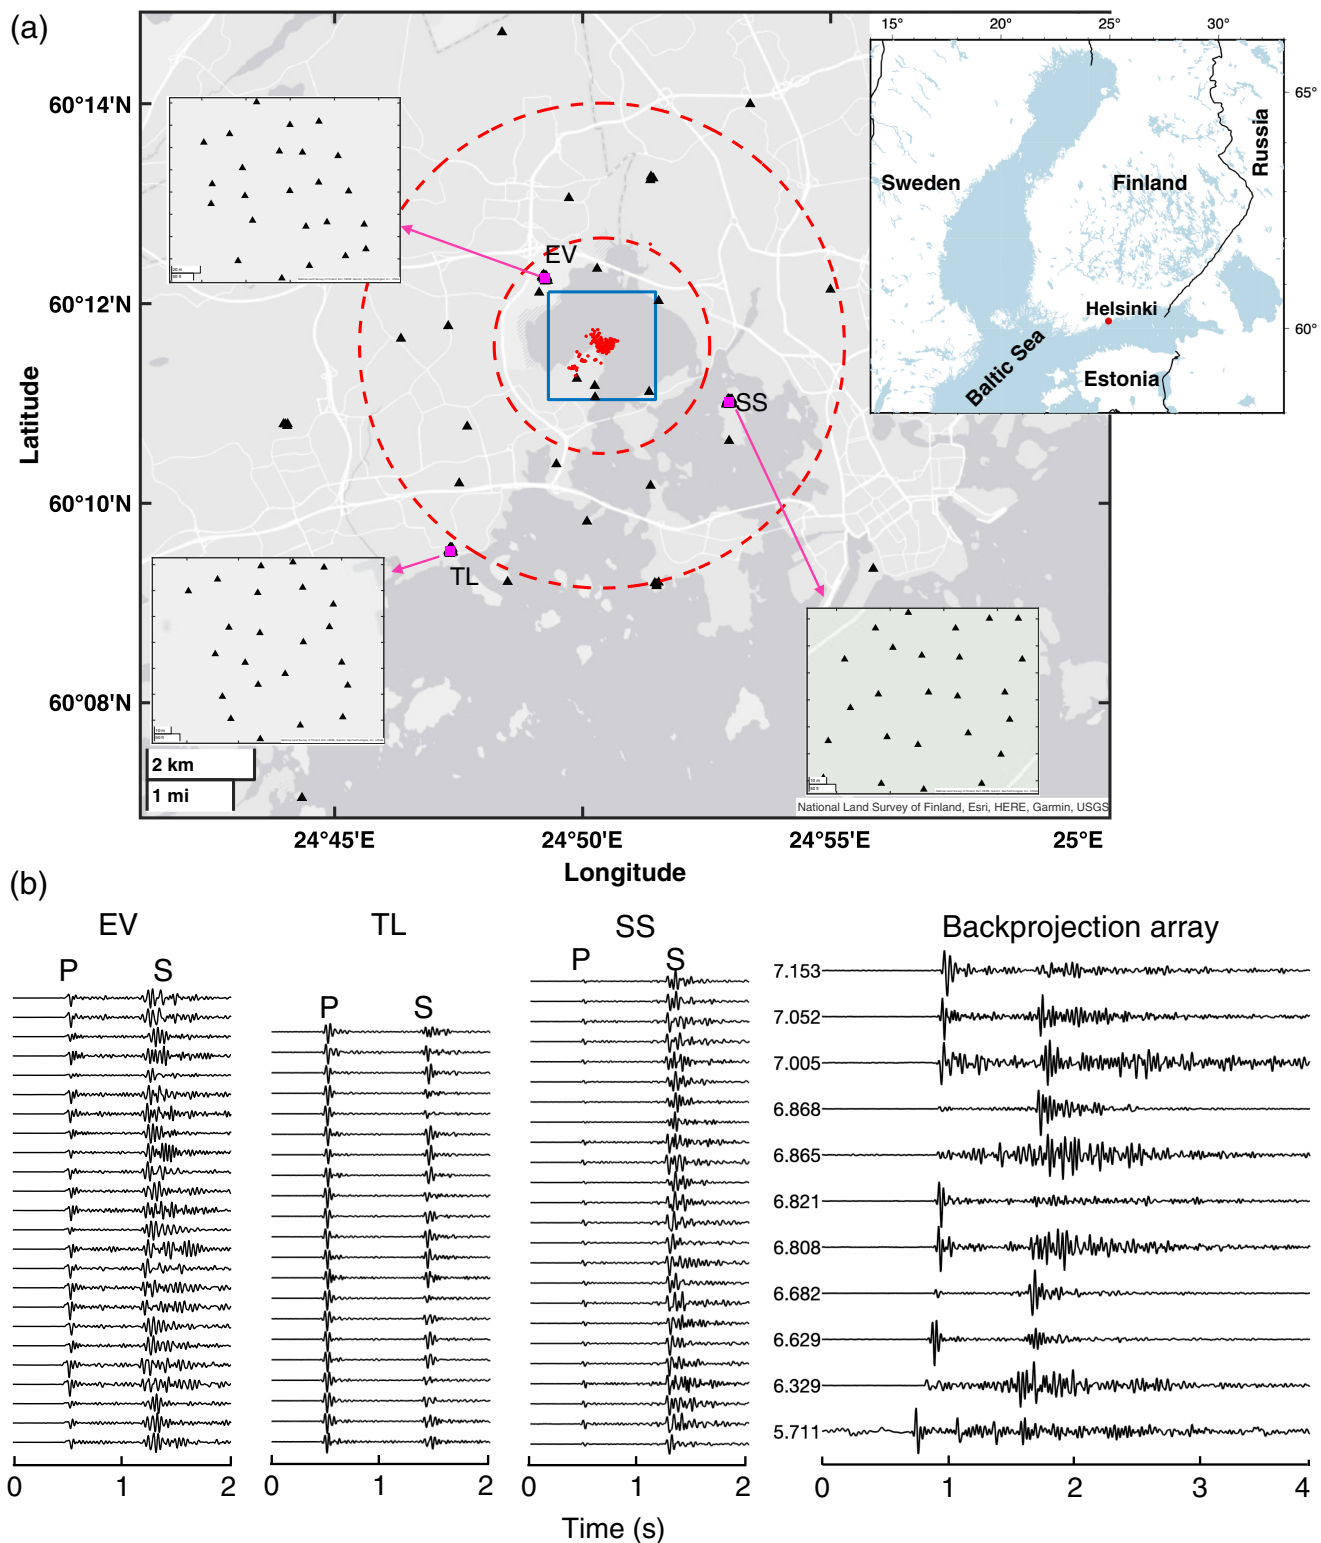 (a)
15° 20° 25° 30°
65°
60°
Sweden
Finland
Russia
Helsinki
Baltic Sea
Estonia
60°14'N
60°12'N
60°10'N
60°08'N
Latitude
EV
SS
TL
2 km
1 mi
National Land Survey of Finland, Esri, HERE, Garmin, USGS
24°45'E 24°50'E 24°55'E 25°E
Longitude
(b)
EV TL SS Backprojection array
P S
P S
P S
7.153
7.052
7.005
6.868
6.865
6.821
6.808
6.682
6.629
6.329
5.711
0 1 2 0 1 2 0 1 2 0 1 2 3 4
Time (s)